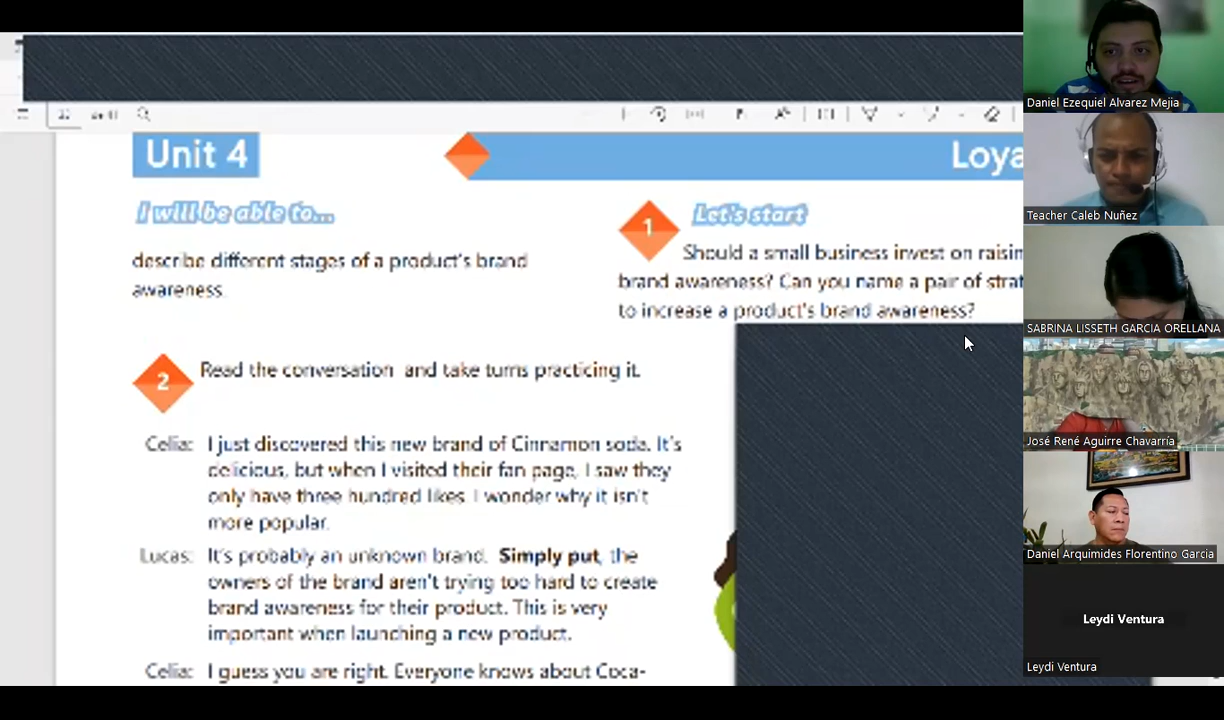 Unit 4
Loya
I will be able to...
describe different stages of a product's brand
awareness.
1
Let's start
Should a small business invest on raisin
brand awareness? Can you name a pair of strat
to increase a product's brand awareness?
2
Read the conversation and take turns practicing it.
Celia: I just discovered this new brand of Cinnamon soda. It's
delicious, but when I visited their fan page, I saw they
only have three hundred likes. I wonder why it isn't
more popular.
Lucas: It's probably an unknown brand. Simply put, the
owners of the brand aren't trying too hard to create
brand awareness for their product. This is very
important when launching a new product.
Celia: I guess you are right. Everyone knows about Coca-
Daniel Ezequiel Alvarez Mejia
Teacher Caleb Nuñez
SABRINA LISSETH GARCIA ORELLANA
José René Aguirre Chavarría
Daniel Arquimides Florentino Garcia
Leydi Ventura
Leydi Ventura